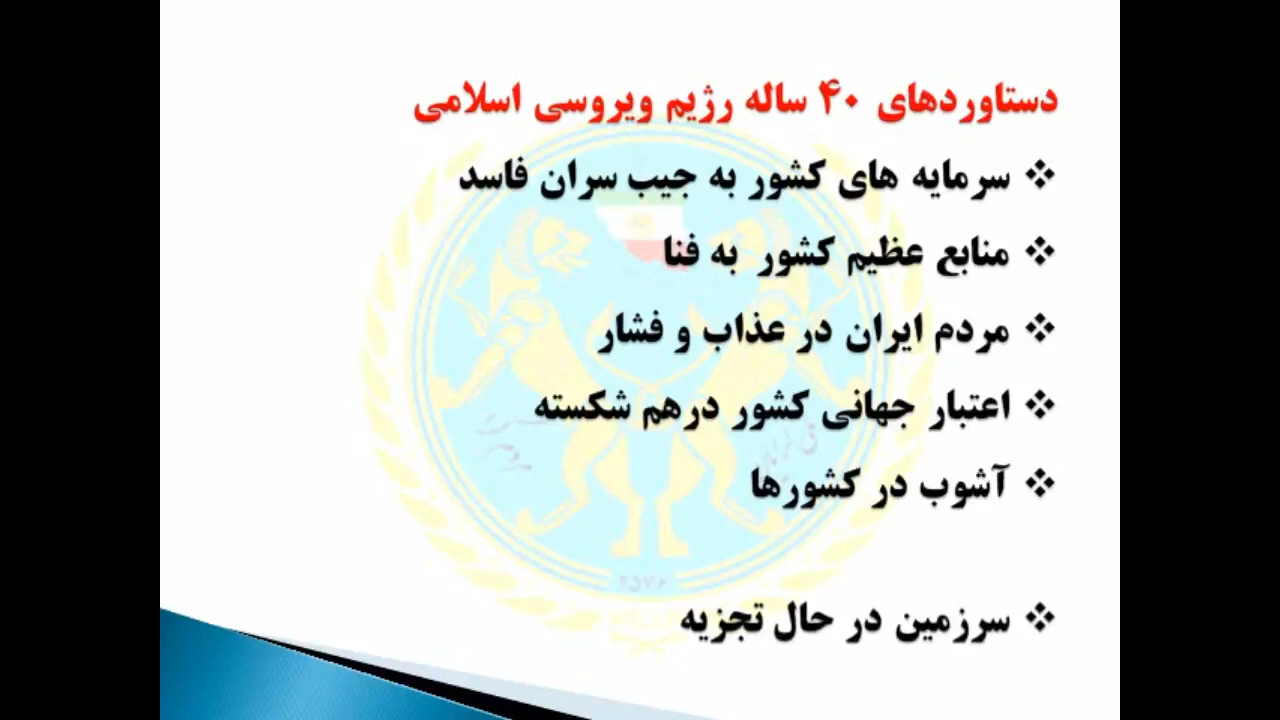 دستاوردهای ۴۰ ساله رژیم ویروسی اسلامی
❖ سرمایه های کشور به جیب سران فاسد
❖ منابع عظیم کشور به فنا
❖ مردم ایران در عذاب و فشار
❖ اعتبار جهانی کشور درهم شکسته
❖ آشوب در کشورها
❖ سرزمین در حال تجزیه